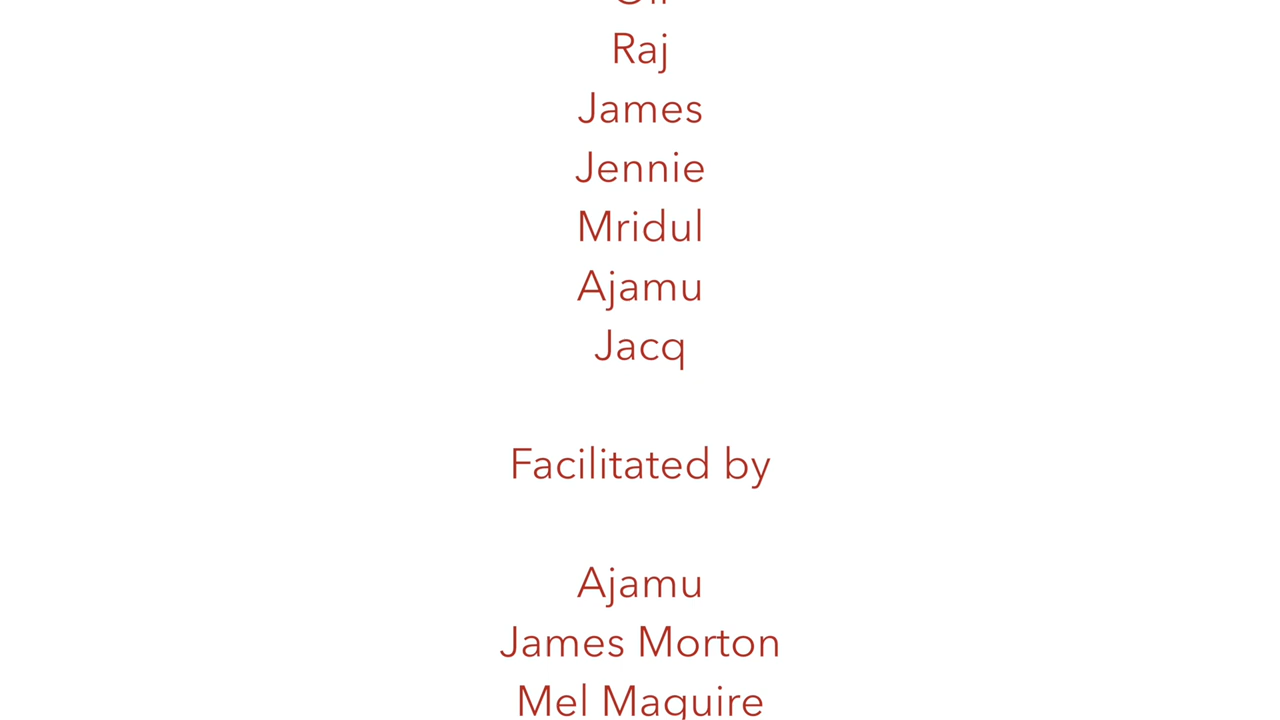 Raj
James
Jennie
Mridul
Ajamu
Jacq
Facilitated by
Ajamu
James Morton
Mel Maguire